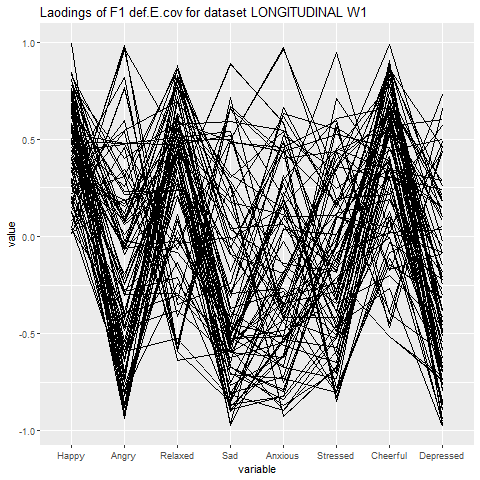 Laodings of F1 def.E.cov for dataset LONGITUDINAL W1
1.0
0.5
0.0
-0.5
-1.0
value
Happy Angry Relaxed Sad Anxious Stressed Cheerful Depressed
variable